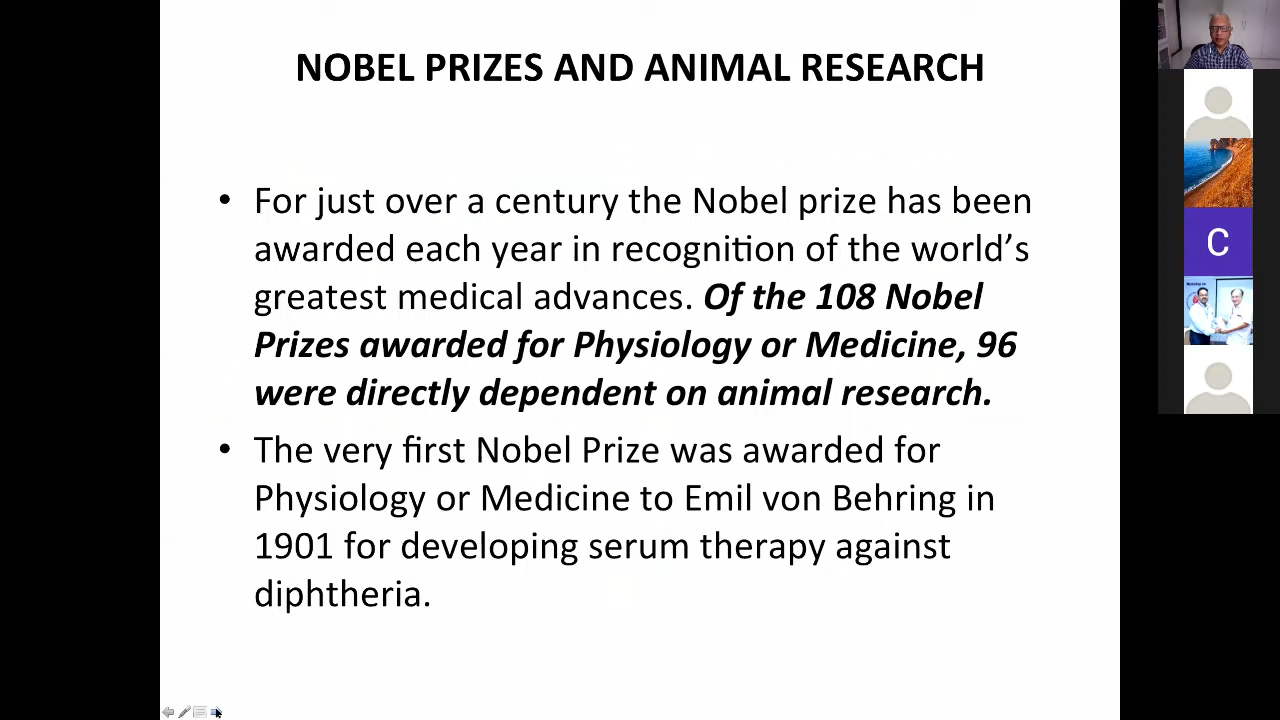 NOBEL PRIZES AND ANIMAL RESEARCH
• For just over a century the Nobel prize has been
awarded each year in recognition of the world’s
greatest medical advances. Of the 108 Nobel
Prizes awarded for Physiology or Medicine, 96
were directly dependent on animal research.
• The very first Nobel Prize was awarded for
Physiology or Medicine to Emil von Behring in
1901 for developing serum therapy against
diphtheria.
C